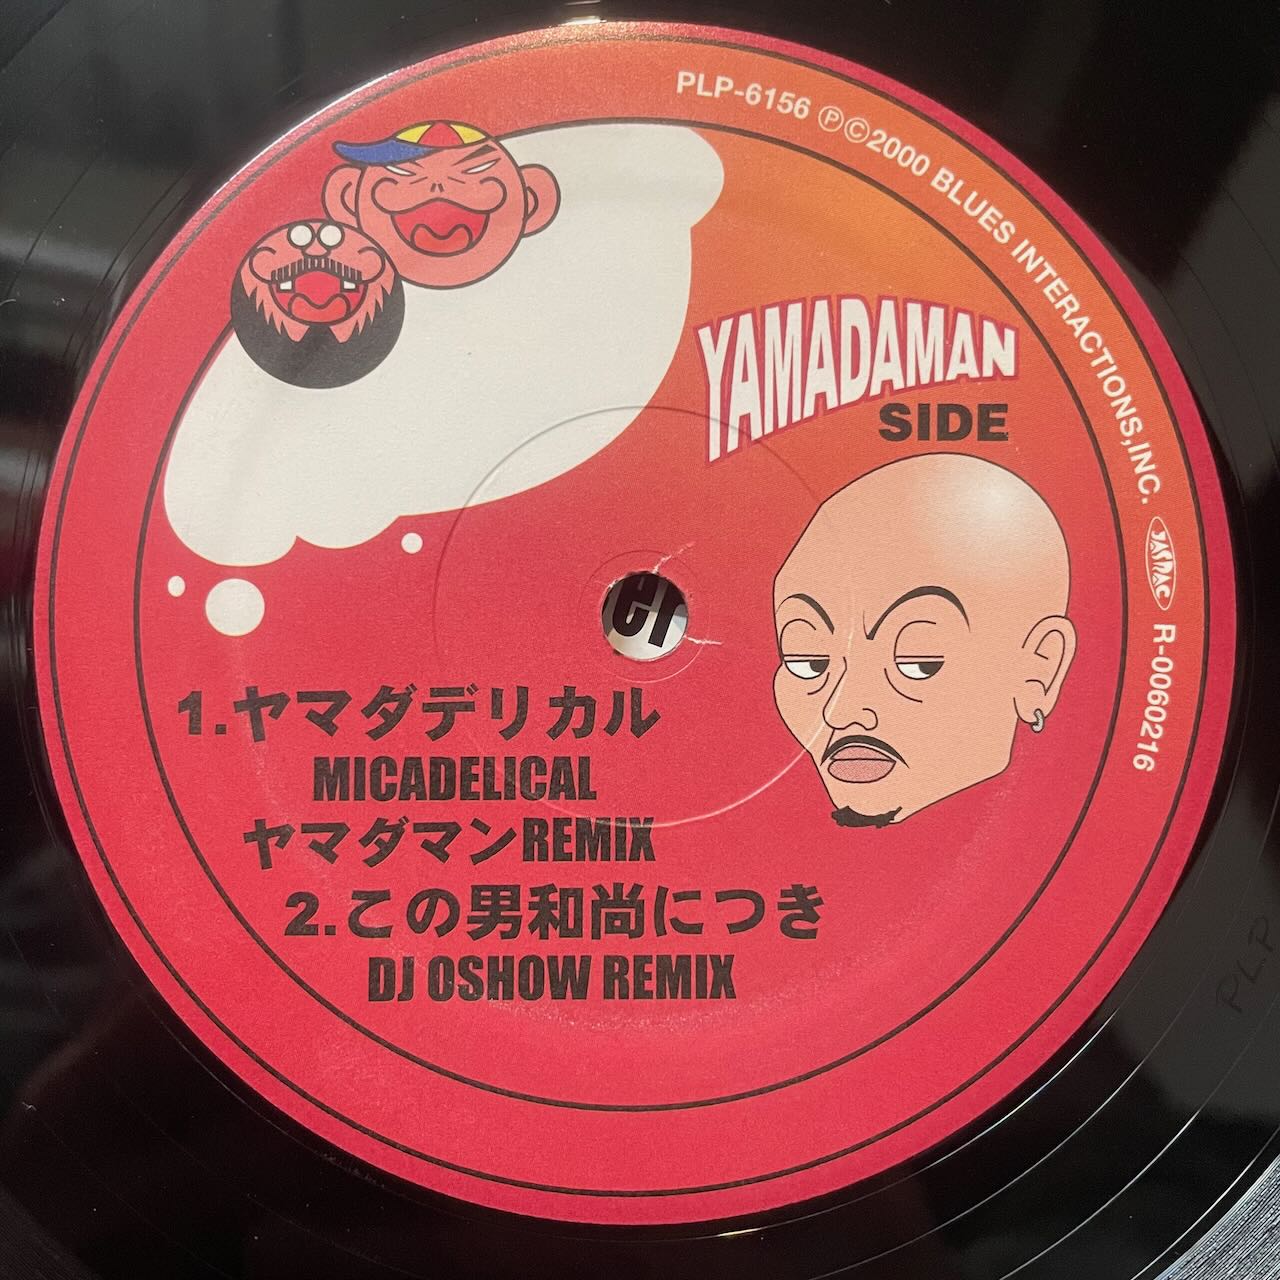 PLP-6156 ℗©2000 BLUES INTERACTIONS,INC. JASRAC R-0060216
YAMADAMAN
SIDE
er
1.ヤマダデリカル
MICADELICAL
ヤマダマンREMIX
2.この男和尚につき
DJ OSHOW REMIX
PLP